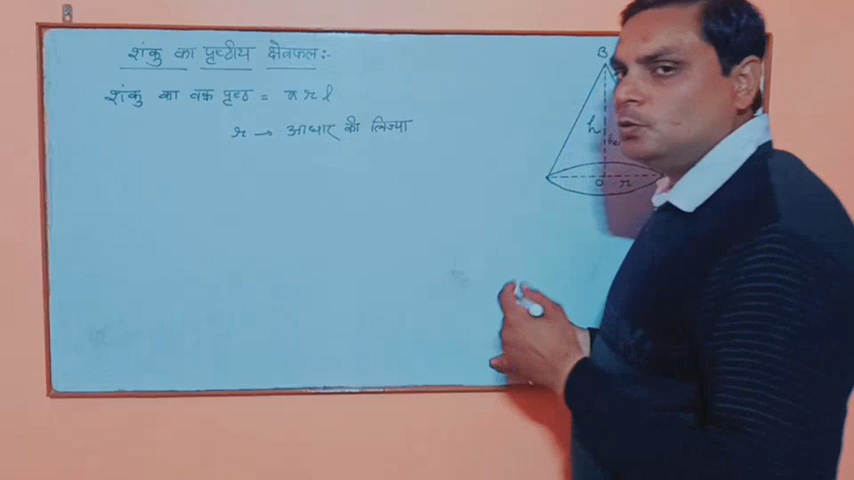 शंकु का पृष्ठीय क्षेत्रफल:-
शंकु का वक्र पृष्ठ = π r l
r → आधार की त्रिज्या
B
h
O r